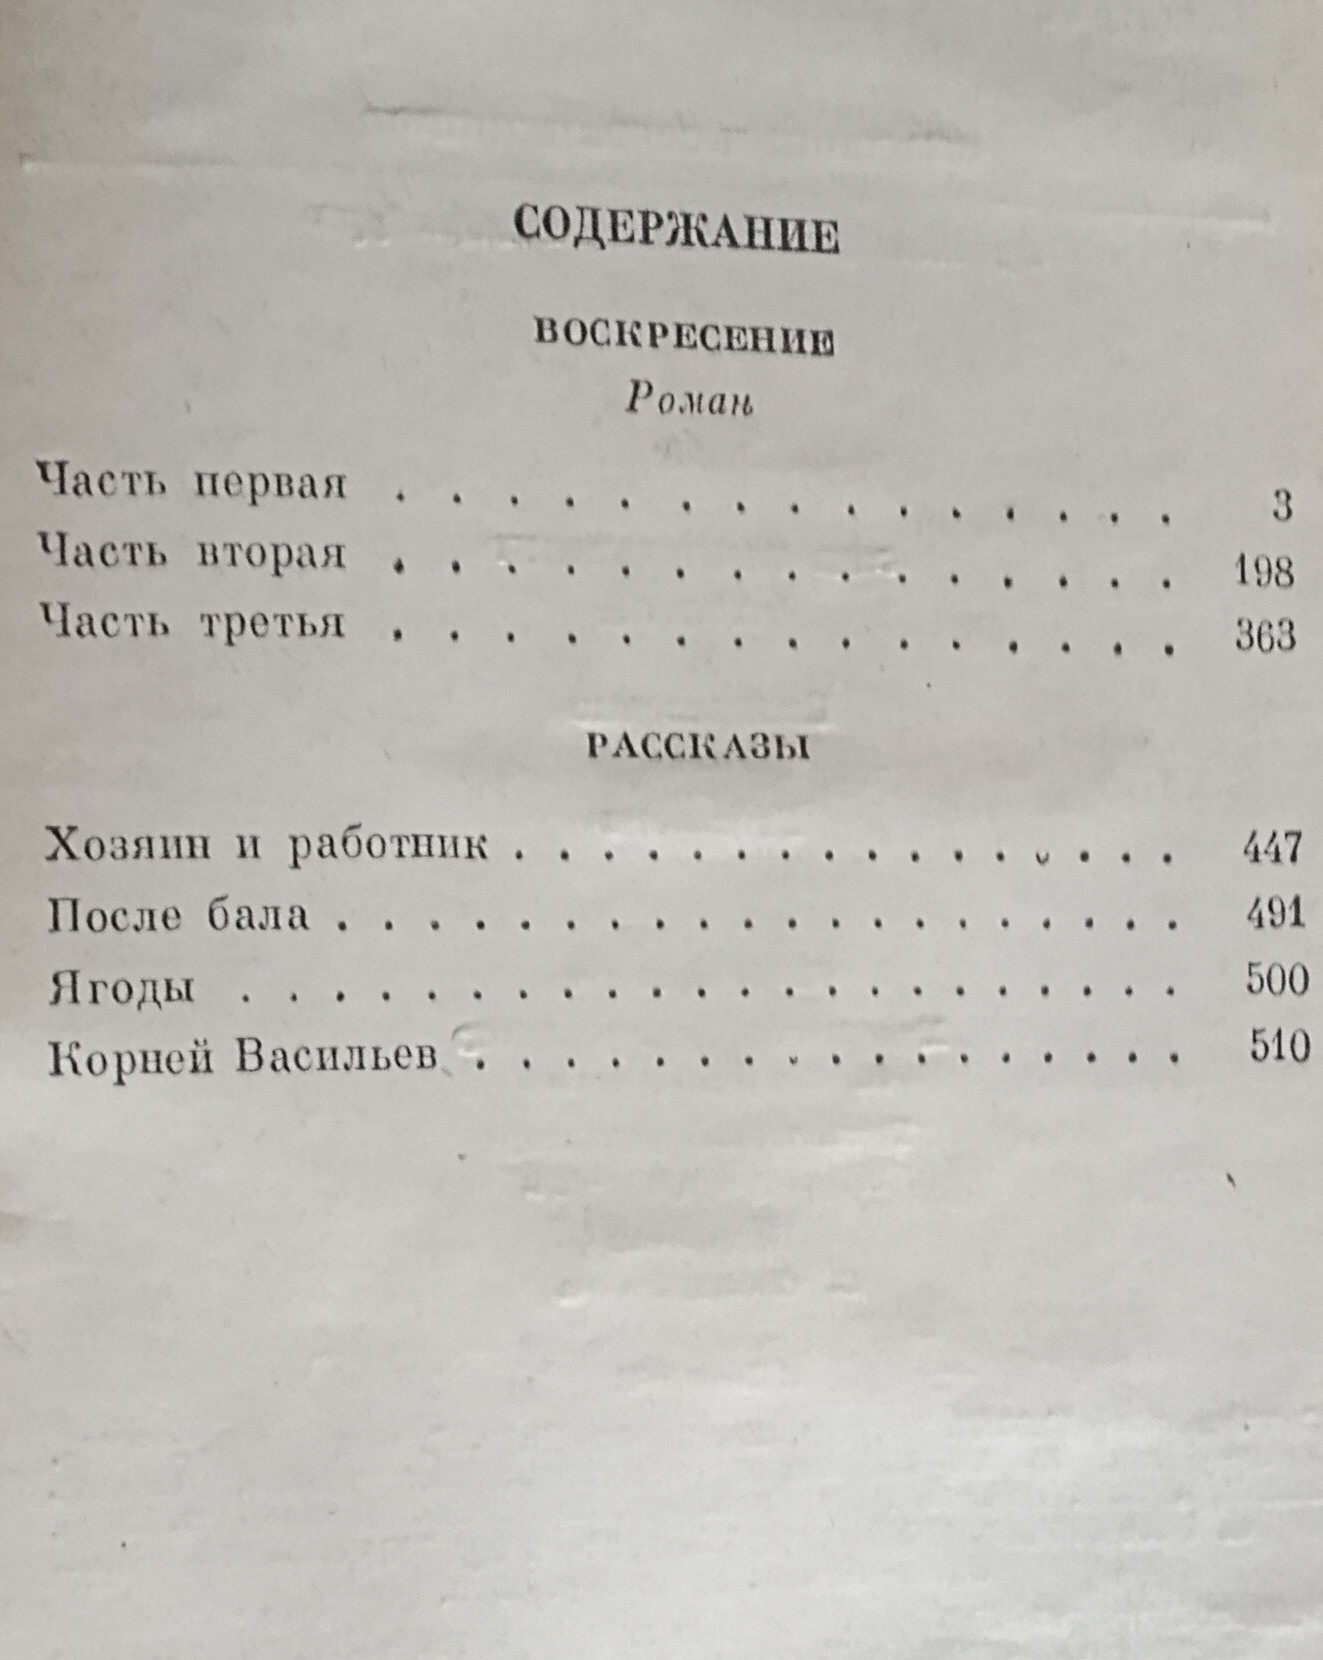 СОДЕРЖАНИЕ
ВОСКРЕСЕНИЕ
Роман
Часть первая . . . . . . . . . . . . . . . 3
Часть вторая . . . . . . . . . . . . . . . 198
Часть третья . . . . . . . . . . . . . . . 363
РАССКАЗЫ
Хозяин и работник . . . . . . . . . . . . . . . . 447
После бала . . . . . . . . . . . . . . . . . . . 491
Ягоды . . . . . . . . . . . . . . . . . . . . . 500
Корней Васильев . . . . . . . . . . . . . . . . 510